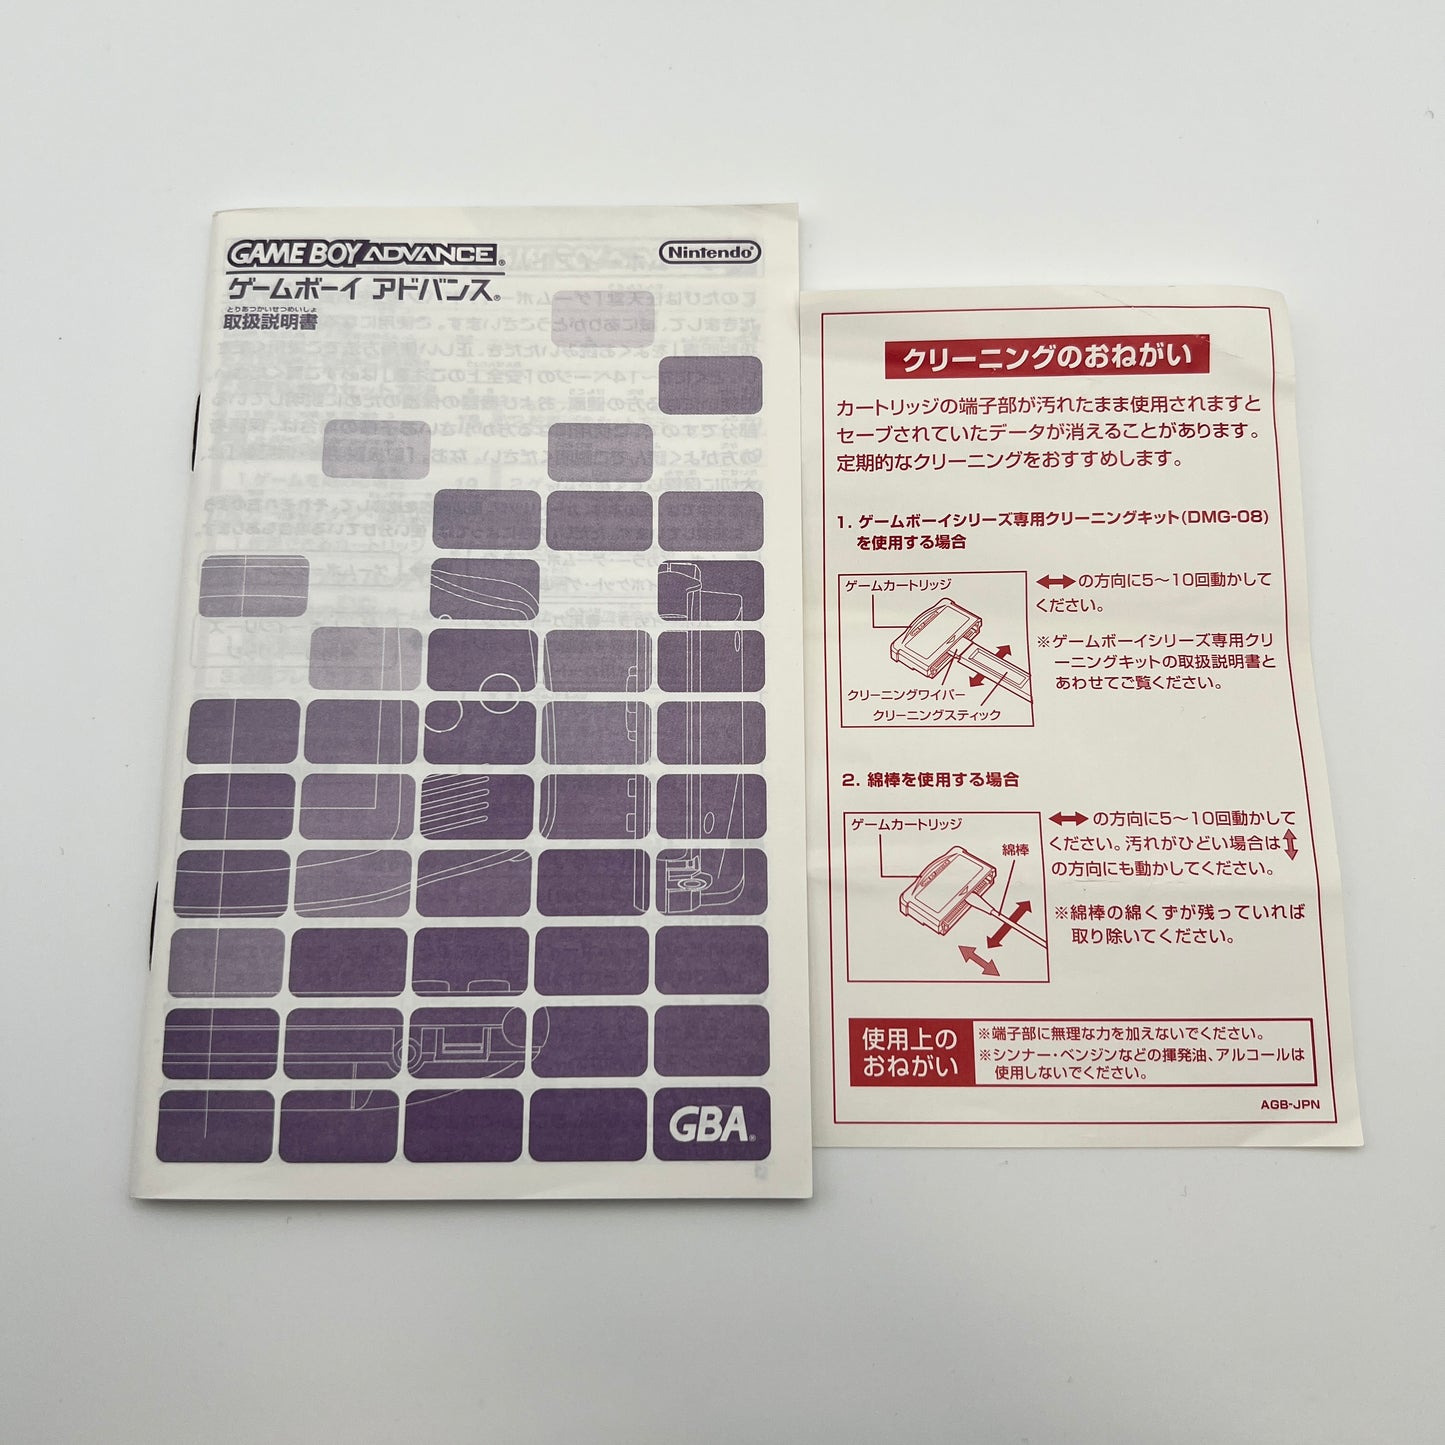 GAME BOY ADVANCE®
Nintendo®
ゲームボーイ アドバンス®
とりあつかいせつめいしょ
取扱説明書
GBA®
クリーニングのおねがい
カートリッジの端子部が汚れたまま使用されますと
セーブされていたデータが消えることがあります。
定期的なクリーニングをおすすめします。
1. ゲームボーイシリーズ専用クリーニングキット(DMG-08)
を使用する場合
ゲームカートリッジ
クリーニングワイパー
クリーニングスティック
の方向に5〜10回動かして
ください。
※ゲームボーイシリーズ専用クリ
ーニングキットの取扱説明書と
あわせてご覧ください。
2. 綿棒を使用する場合
ゲームカートリッジ
綿棒
の方向に5〜10回動かして
ください。汚れがひどい場合は
の方向にも動かしてください。
※綿棒の綿くずが残っていれば
取り除いてください。
使用上の
おねがい
※端子部に無理な力を加えないでください。
※シンナー・ベンジンなどの揮発油、アルコールは
使用しないでください。
AGB-JPN